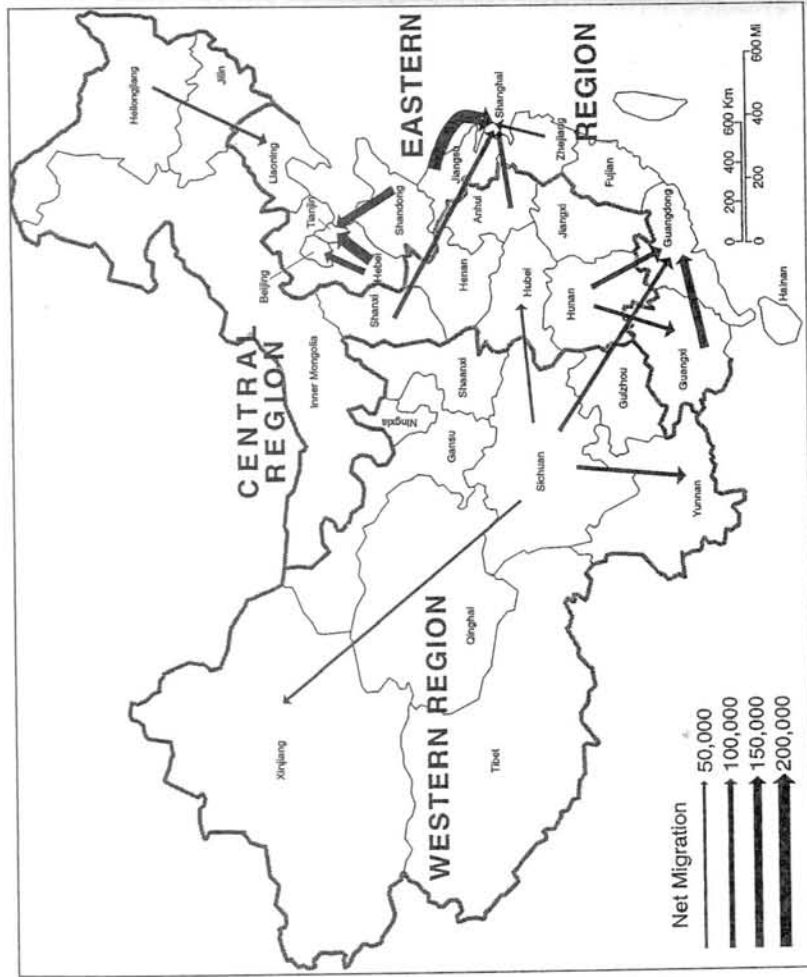 Heilongjiang
Jilin
Xinjiang
CENTRAL
REGION
Inner Mongolia
Beijing
Liaoning
Tianjin
Hebei
Shanxi
Ningxia
Shandong
EASTERN
REGION
WESTERN REGION
Qinghai
Gansu
Shaanxi
Henan
Jiangsu
Anhui
Shanghai
Tibet
Sichuan
Hubei
Zhejiang
Hunan
Jiangxi
Fujian
Guizhou
Yunnan
Guangxi
Guangdong
Hainan
Net Migration
50,000
100,000
150,000
200,000
0 200 400 600 Km
0 200 400 600 Mi